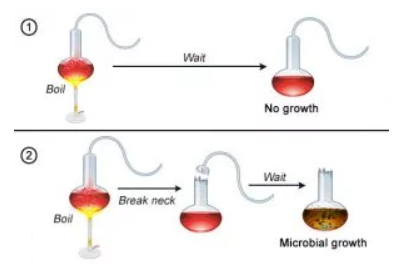 1
Wait
Boil
No growth
2
Boil
Break neck
Wait
Microbial growth